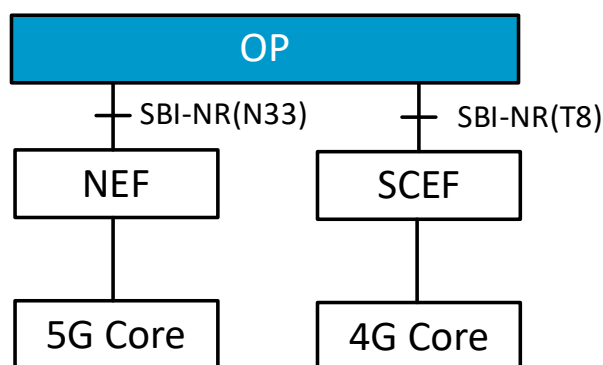 OP
SBI-NR(N33)
SBI-NR(T8)
NEF
SCEF
5G Core
4G Core